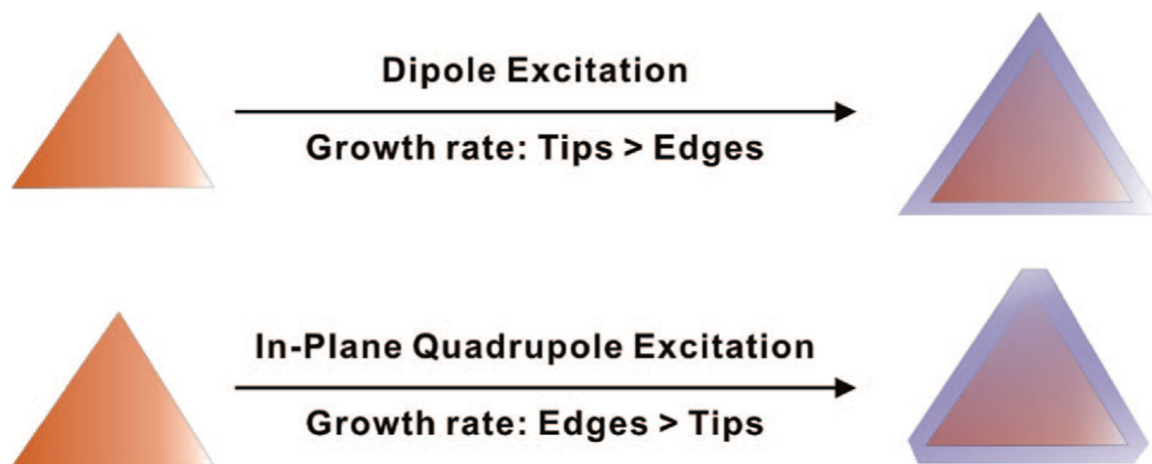 Dipole Excitation
Growth rate: Tips > Edges
In-Plane Quadrupole Excitation
Growth rate: Edges > Tips